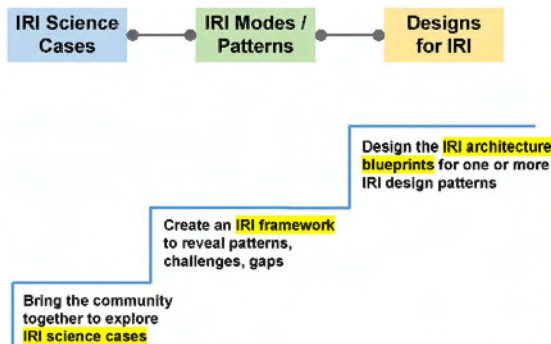 IRI Science
Cases
IRI Modes /
Patterns
Designs
for IRI
Design the IRI architecture
blueprints for one or more
IRI design patterns
Create an IRI framework
to reveal patterns,
challenges, gaps
Bring the community
together to explore
IRI science cases